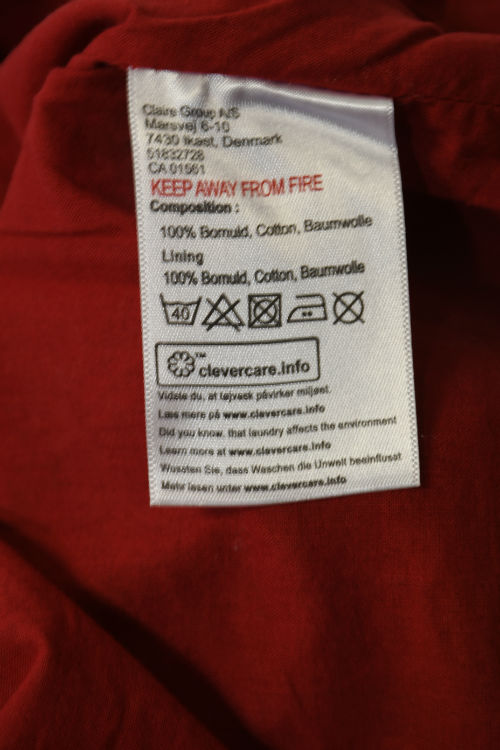 Claire Group A/S
Marsvej 6-10
7430 Ikast, Denmark
51832728
CA 01561
KEEP AWAY FROM FIRE
Composition :
100% Bomuld, Cotton, Baumwolle
Lining
100% Bomuld, Cotton, Baumwolle
40
™ clevercare.info
Vidste du, at tøjvask påvirker miljøet.
Læs mere på www.clevercare.info
Did you know, that laundry affects the environment
Learn more at www.clevercare.info
Wussten Sie, dass Waschen die Umwelt beeinflusst
Mehr lesen unter www.clevercare.info